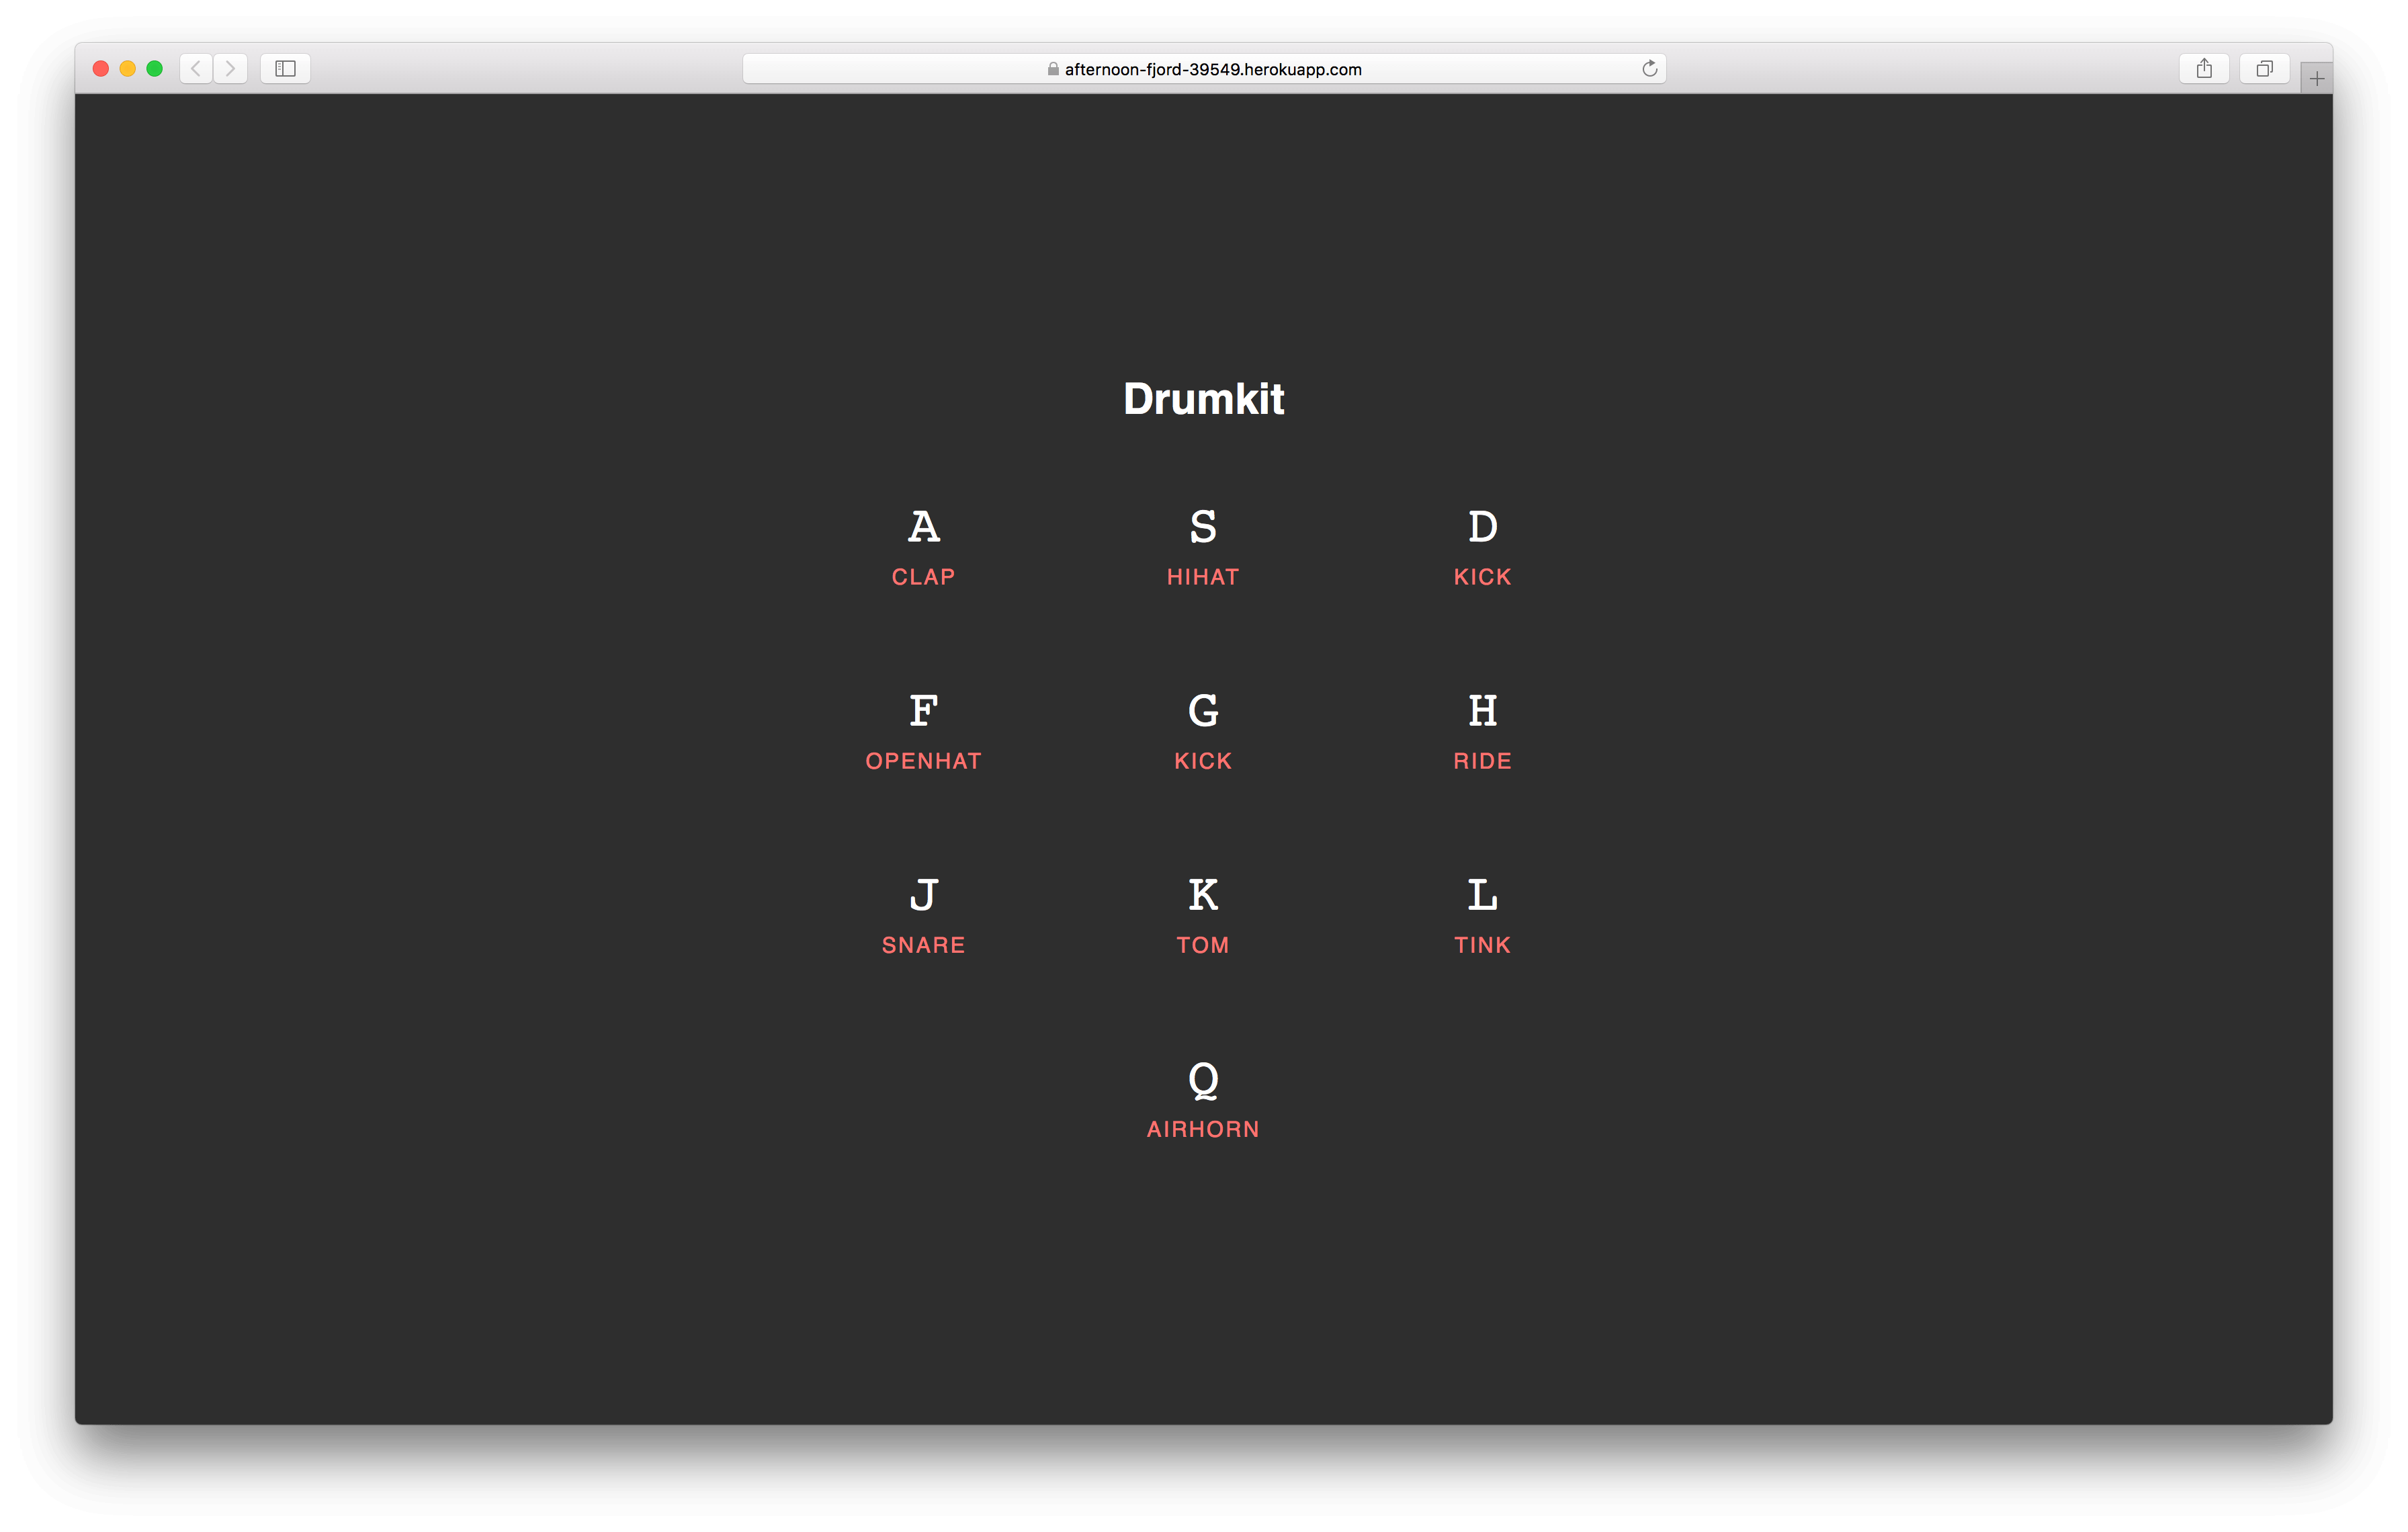 afternoon-fjord-39549.herokuapp.com
Drumkit
A S D
CLAP HIHAT KICK
F G H
OPENHAT KICK RIDE
J K L
SNARE TOM TINK
Q
AIRHORN